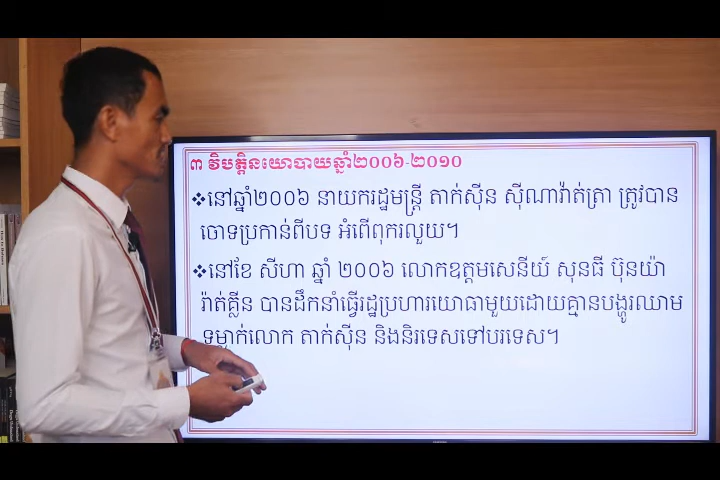 ៣ វិបត្តិនយោបាយឆ្នាំ២០០៦-២០១០
❖នៅឆ្នាំ២០០៦ នាយករដ្ឋមន្ត្រី តាក់ស៊ីន ស៊ីណាវ៉ាត់ត្រា ត្រូវបាន
ចោទប្រកាន់ពីបទ អំពើពុករលួយ។
❖នៅខែ សីហា ឆ្នាំ ២០០៦ លោកឧត្តមសេនីយ៍ សុនធី ប៊ុនយ៉ា
រ៉ាត់គ្លីន បានដឹកនាំធ្វើរដ្ឋប្រហារយោធាមួយដោយគ្មានបង្ហូរឈាម
ទម្លាក់លោក តាក់ស៊ីន និងនិរទេសទៅបរទេស។